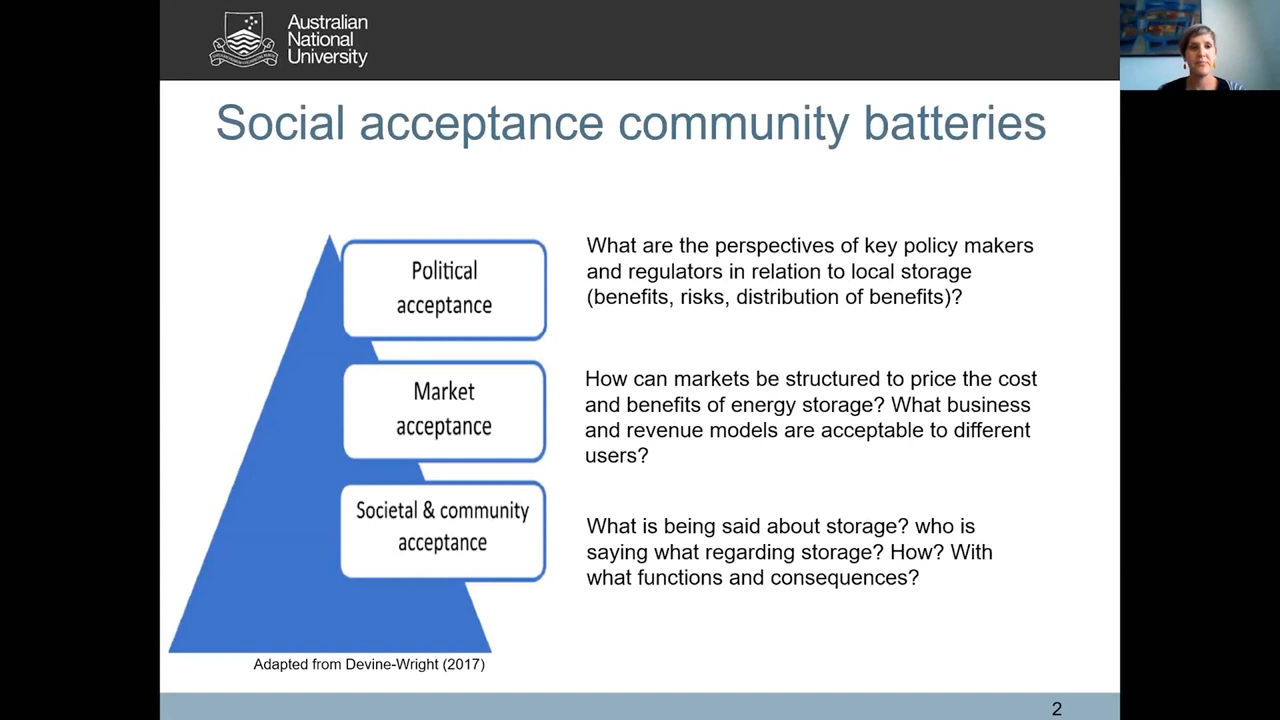 Australian
National
University
Social acceptance community batteries
Political
acceptance
What are the perspectives of key policy makers
and regulators in relation to local storage
(benefits, risks, distribution of benefits)?
Market
acceptance
How can markets be structured to price the cost
and benefits of energy storage? What business
and revenue models are acceptable to different
users?
Societal & community
acceptance
What is being said about storage? who is
saying what regarding storage? How? With
what functions and consequences?
Adapted from Devine-Wright (2017)
2